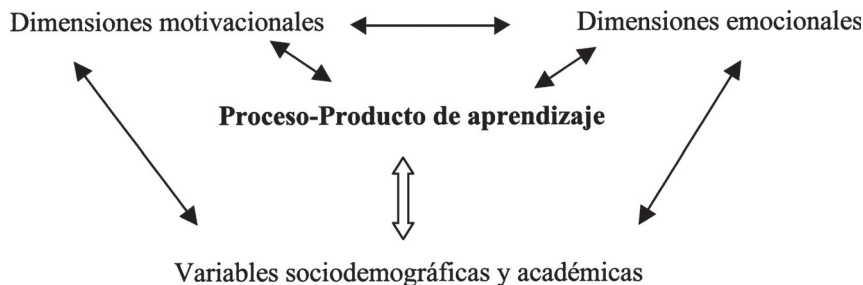 Dimensiones motivacionales
Dimensiones emocionales
Proceso-Producto de aprendizaje
Variables sociodemográficas y académicas